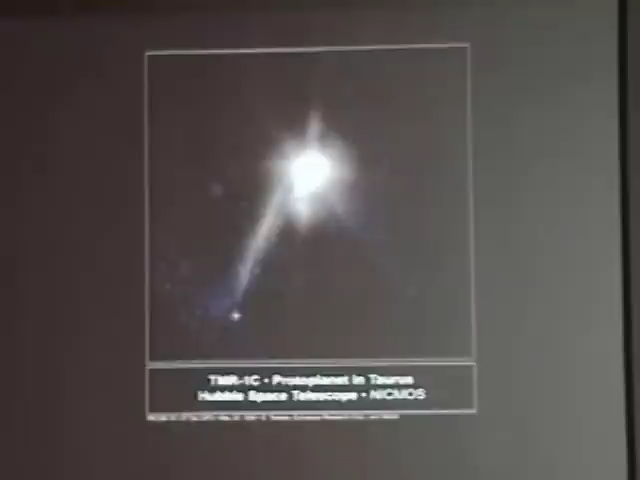 TMR-1C • Protoplanet in Taurus
Hubble Space Telescope • NICMOS